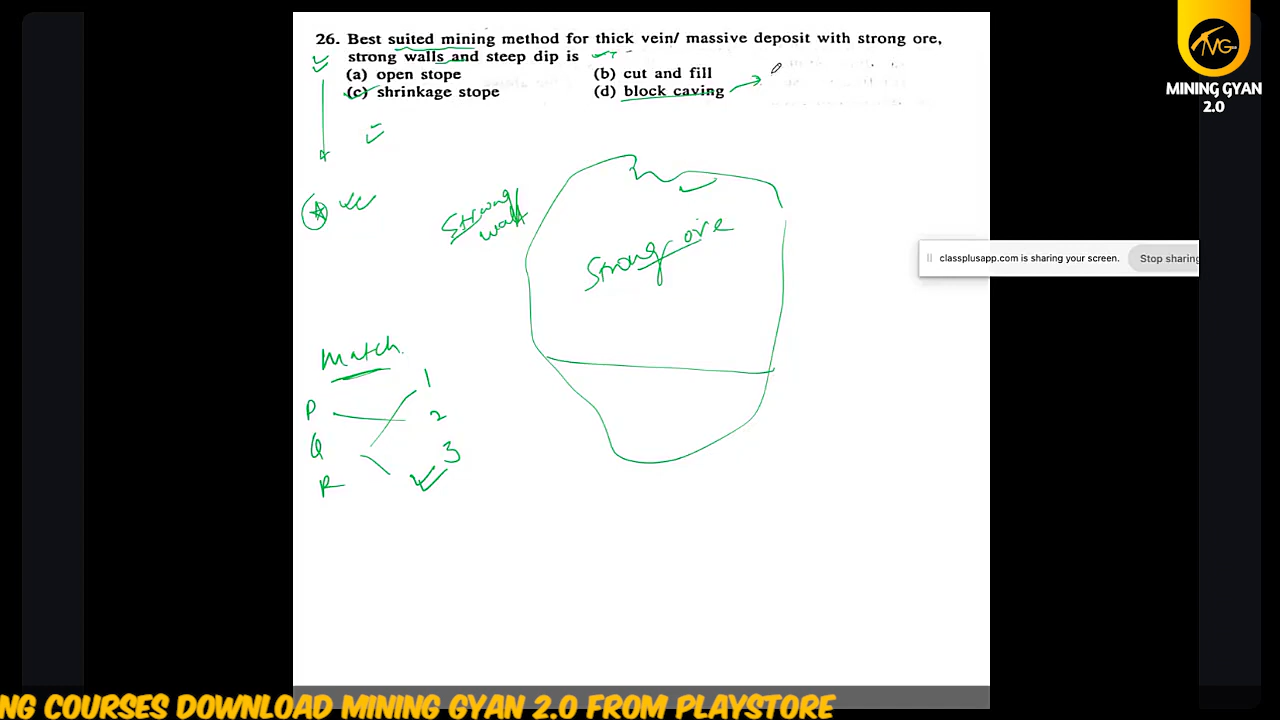 26. Best suited mining method for thick vein/ massive deposit with strong ore,
strong walls and steep dip is
(a) open stope (b) cut and fill
(c) shrinkage stope (d) block caving
TVG
MINING GYAN
2.0
Strong
wall
Strong ore
classplusapp.com is sharing your screen. Stop sharing
Match
P 1
Q 2
R 3
NG COURSES DOWNLOAD MINING GYAN 2.0 FROM PLAYSTORE